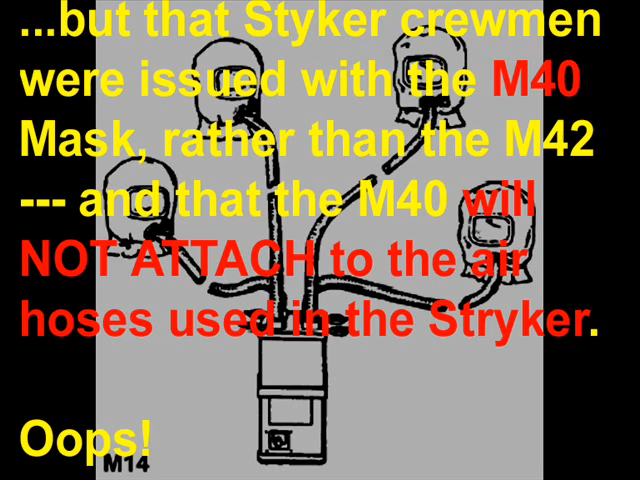 ...but that Styker crewmen
were issued with the M40
Mask, rather than the M42
--- and that the M40 will
NOT ATTACH to the air
hoses used in the Stryker.
Oops!
M14